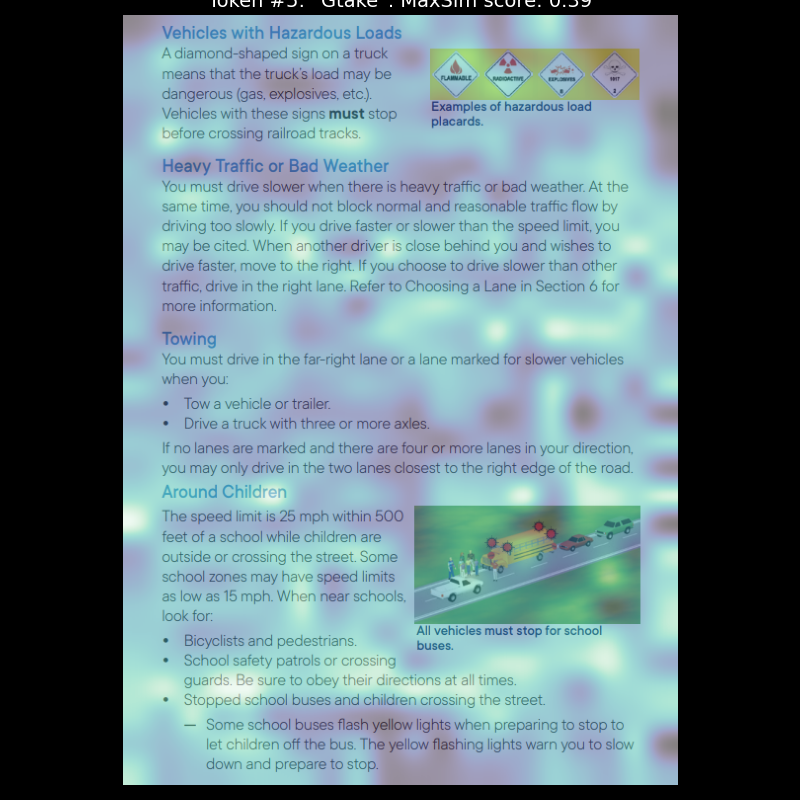 Token #5: "Gtake". MaxSim score: 0.59
Vehicles with Hazardous Loads
A diamond-shaped sign on a truck
means that the truck's load may be
dangerous (gas, explosives, etc.).
Vehicles with these signs must stop
before crossing railroad tracks.
FLAMMABLE
RADIOACTIVE
EXPLOSIVES
Examples of hazardous load
placards.
Heavy Traffic or Bad Weather
You must drive slower when there is heavy traffic or bad weather. At the
same time, you should not block normal and reasonable traffic flow by
driving too slowly. If you drive faster or slower than the speed limit, you
may be cited. When another driver is close behind you and wishes to
drive faster, move to the right. If you choose to drive slower than other
traffic, drive in the right lane. Refer to Choosing a Lane in Section 6 for
more information.
Towing
You must drive in the far-right lane or a lane marked for slower vehicles
when you:
• Tow a vehicle or trailer.
• Drive a truck with three or more axles.
If no lanes are marked and there are four or more lanes in your direction,
you may only drive in the two lanes closest to the right edge of the road.
Around Children
The speed limit is 25 mph within 500
feet of a school while children are
outside or crossing the street. Some
school zones may have speed limits
as low as 15 mph. When near schools,
look for:
All vehicles must stop for school
buses.
• Bicyclists and pedestrians.
• School safety patrols or crossing
guards. Be sure to obey their directions at all times.
• Stopped school buses and children crossing the street.
— Some school buses flash yellow lights when preparing to stop to
let children off the bus. The yellow flashing lights warn you to slow
down and prepare to stop.